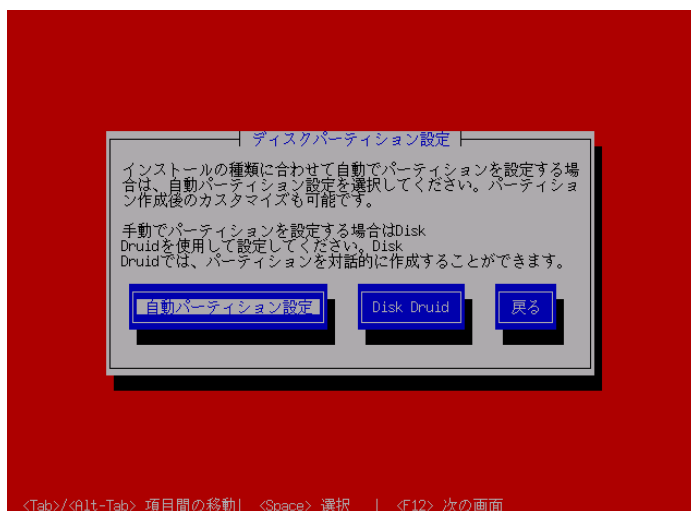 ディスクパーティション設定
インストールの種類に合わせて自動でパーティションを設定する場
合は、自動パーティション設定を選択してください。パーティショ
ン作成後のカスタマイズも可能です。
手動でパーティションを設定する場合はDisk
Druidを使用して設定してください。Disk
Druidでは、パーティションを対話的に作成することができます。
自動パーティション設定 Disk Druid 戻る
<Tab>/<Alt-Tab> 項目間の移動| <Space> 選択 | <F12> 次の画面